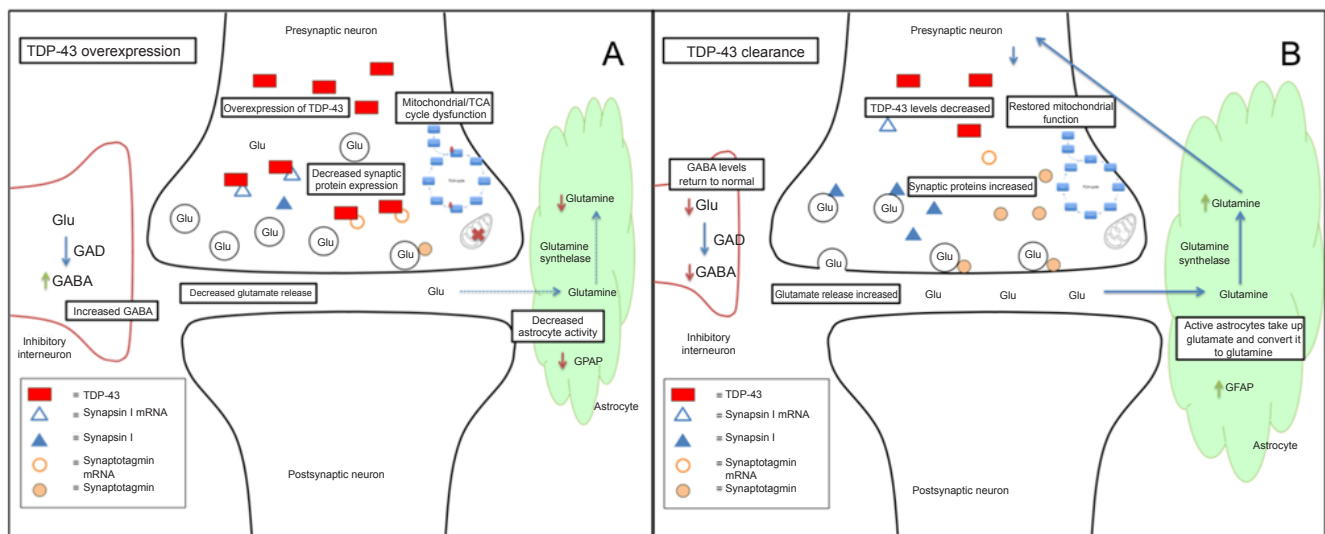 TDP-43 overexpression
A
Presynaptic neuron
Overexpression of TDP-43
Mitochondrial/TCA
cycle dysfunction
Glu
Glu
Decreased synaptic
protein expression
Glu
Glu
Glu
Glu
Glu
Glu
GAD
GABA
Increased GABA
Inhibitory
interneuron
Decreased glutamate release
Glu
Glutamine
Glutamine
synthelase
Glutamine
Decreased
astrocyte activity
GPAP
Astrocyte
Postsynaptic neuron
= TDP-43
= Synapsin I mRNA
= Synapsin I
= Synaptotagmin
mRNA
= Synaptotagmin
TDP-43 clearance
B
Presynaptic neuron
TDP-43 levels decreased
Restored mitochondrial
function
GABA levels
return to normal
Glu
GAD
GABA
Inhibitory
interneuron
Synaptic proteins increased
Glu
Glu
Glu
Glu
Glu
Glutamate release increased
Glu
Glu
Glu
Glutamine
Glutamine
synthelase
Glutamine
Active astrocytes take up
glutamate and convert it
to glutamine
GFAP
Astrocyte
Postsynaptic neuron
= TDP-43
= Synapsin I mRNA
= Synapsin I
= Synaptotagmin
mRNA
= Synaptotagmin